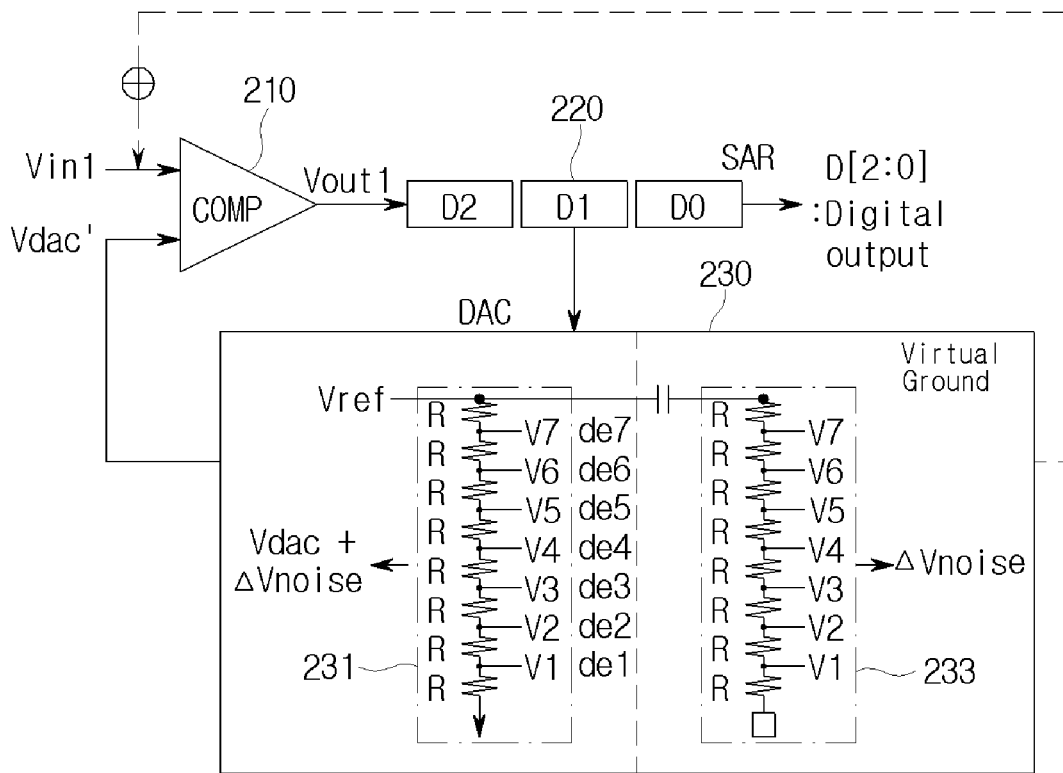 210
220
Vin1
COMP
Vout1
D2
D1
D0
SAR
D[2:0]
:Digital
output
Vdac'
DAC
230
Virtual
Ground
Vref
R
R
R
R
R
R
R
R
V7
V6
V5
V4
V3
V2
V1
de7
de6
de5
de4
de3
de2
de1
R
R
R
R
R
R
R
R
V7
V6
V5
V4
V3
V2
V1
Vdac +
ΔVnoise
ΔVnoise
231
233